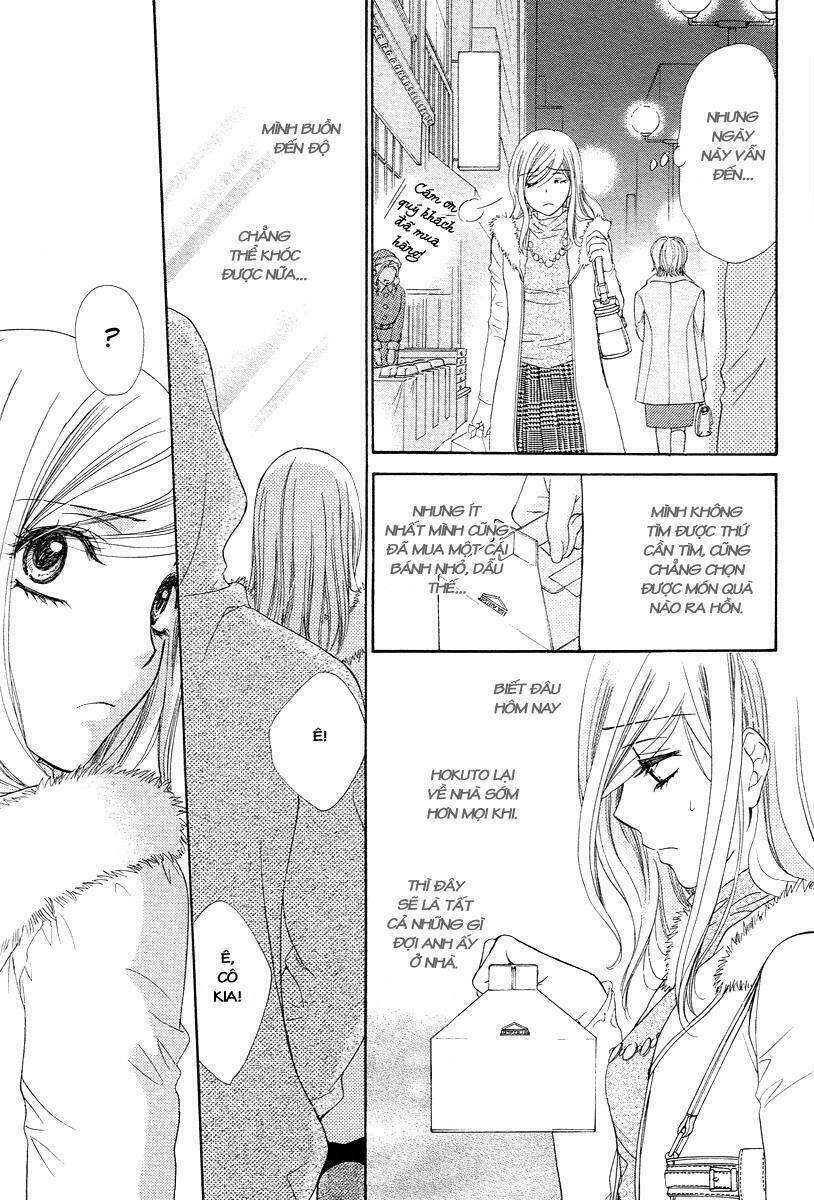 NHƯNG
NGÀY
NÀY VẪN
ĐẾN...
Cám ơn
quý khách
đã mua
hàng!
MÌNH KHÔNG
TÌM ĐƯỢC THỨ
CẦN TÌM, CŨNG
CHẲNG CHỌN
ĐƯỢC MÓN QUÀ
NÀO RA HỒN.
NHƯNG ÍT
NHẤT MÌNH CŨNG
ĐÃ MUA MỘT CÁI
BÁNH NHỎ, DẪU
THẾ...
BIẾT ĐÂU
HÔM NAY
HOKUTO LẠI
VỀ NHÀ SỚM
HƠN MỌI KHI.
THÌ ĐÂY
SẼ LÀ TẤT
CẢ NHỮNG GÌ
ĐỢI ANH ẤY
Ở NHÀ.
MÌNH BUỒN
ĐẾN ĐỘ
CHẲNG
THỂ KHÓC
ĐƯỢC NỮA...
Ê!
Ê,
CÔ
KIA!
?